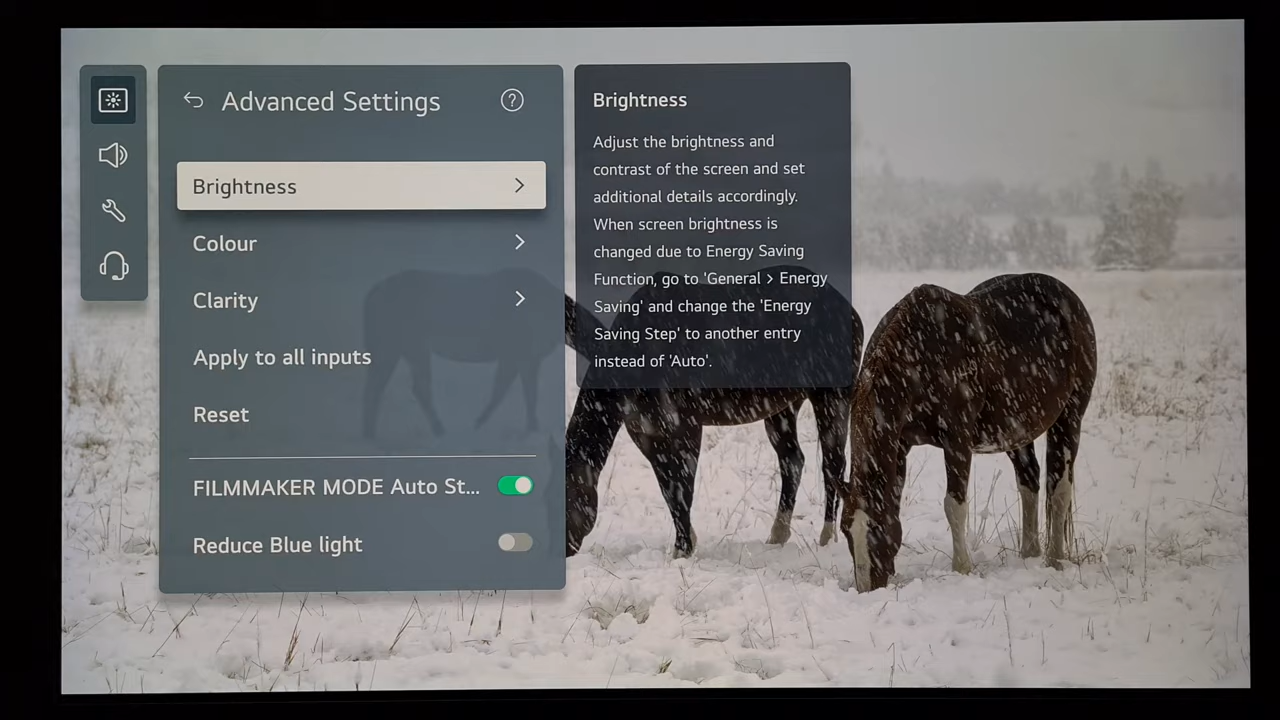 Advanced Settings
Brightness
Colour
Clarity
Apply to all inputs
Reset
FILMMAKER MODE Auto St...
Reduce Blue light
Brightness
Adjust the brightness and
contrast of the screen and set
additional details accordingly.
When screen brightness is
changed due to Energy Saving
Function, go to 'General > Energy
Saving' and change the 'Energy
Saving Step' to another entry
instead of 'Auto'.